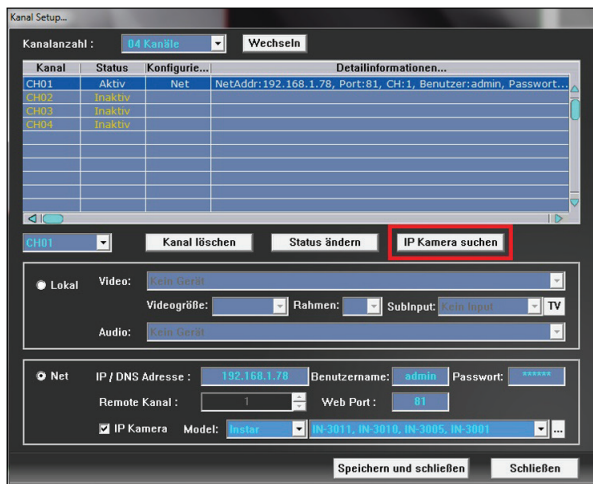 Kanal Setup...
Kanalanzahl : 04 Kanäle Wechseln
Kanal Status Konfigurie... Detailinformationen...
CH01 Aktiv Net NetAddr:192.168.1.78, Port:81, CH:1, Benutzer:admin, Passwort...
CH02 Inaktiv
CH03 Inaktiv
CH04 Inaktiv
CH01 Kanal löschen Status ändern IP Kamera suchen
Lokal Video: Kein Gerät
Videogröße: Rahmen: SubInput: Kein Input TV
Audio: Kein Gerät
Net IP / DNS Adresse : 192.168.1.78 Benutzername: admin Passwort: ******
Remote Kanal : 1 Web Port : 81
IP Kamera Model: Instar IN-3011, IN-3010, IN-3005, IN-3001 ...
Speichern und schließen Schließen